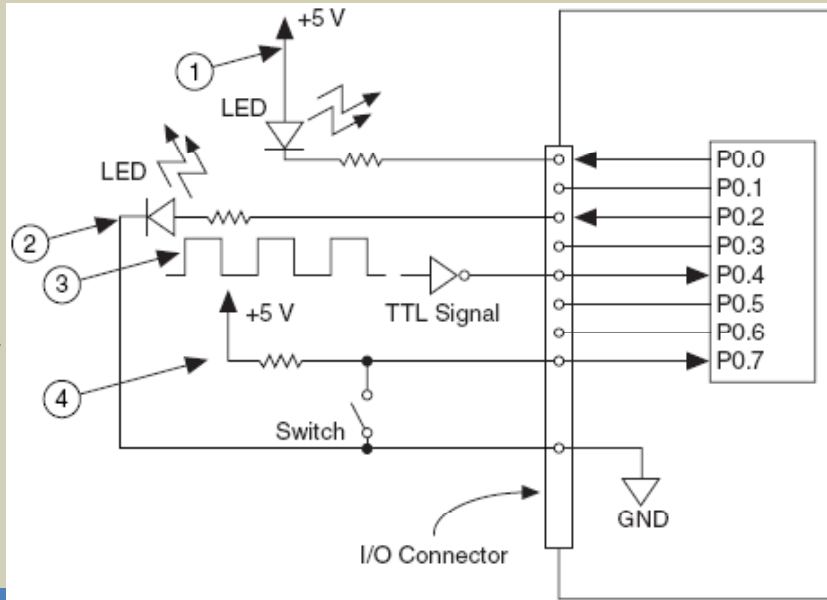 +5 V
1
LED
LED
P0.0
P0.1
2
P0.2
P0.3
3
P0.4
TTL Signal
+5 V
P0.5
P0.6
P0.7
4
Switch
GND
I/O Connector